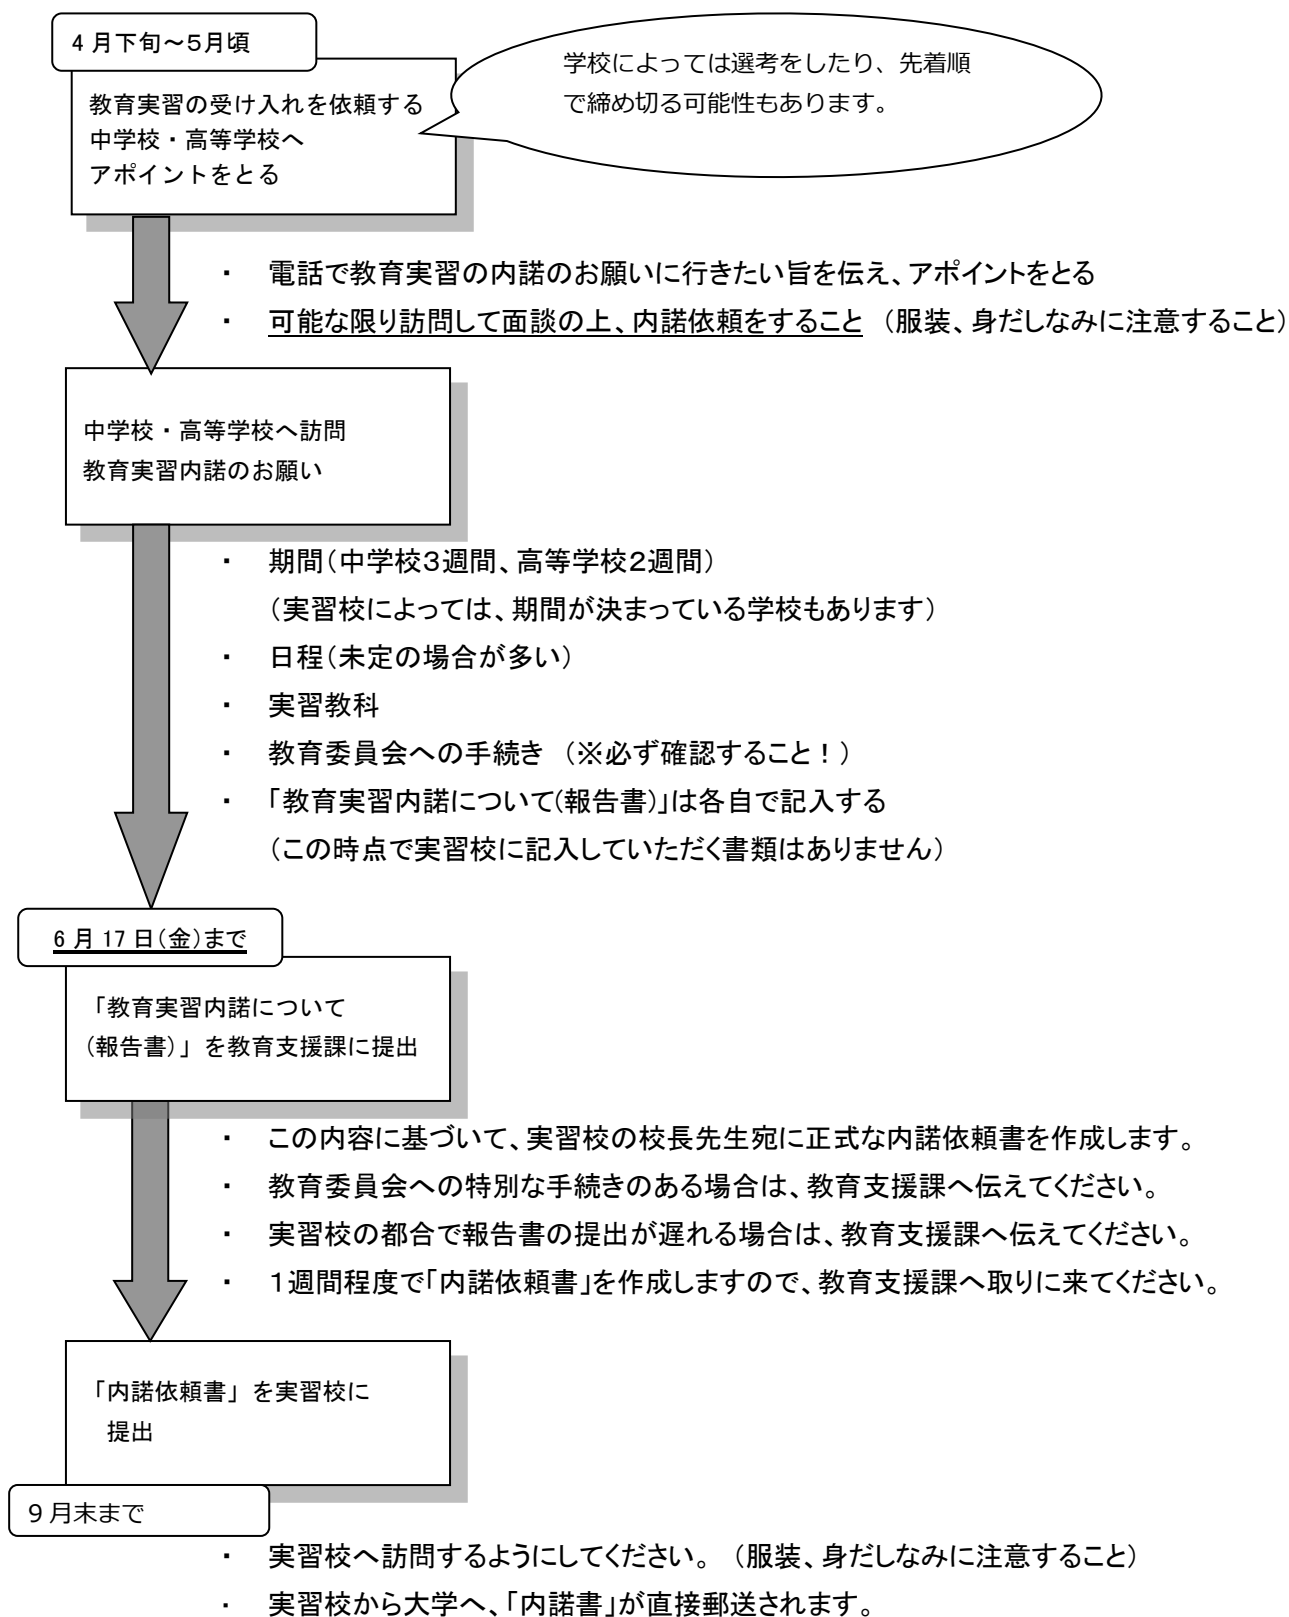 4月下旬～5月頃
学校によっては選考をしたり、先着順
で締め切る可能性もあります。
教育実習の受け入れを依頼する
中学校・高等学校へ
アポイントをとる
・ 電話で教育実習の内諾のお願いに行きたい旨を伝え、アポイントをとる
・ 可能な限り訪問して面談の上、内諾依頼をすること （服装、身だしなみに注意すること）
中学校・高等学校へ訪問
教育実習内諾のお願い
・ 期間（中学校3週間、高等学校2週間）
（実習校によっては、期間が決まっている学校もあります）
・ 日程（未定の場合が多い）
・ 実習教科
・ 教育委員会への手続き （※必ず確認すること！）
・ 「教育実習内諾について(報告書)」は各自で記入する
（この時点で実習校に記入していただく書類はありません）
6月17日（金）まで
「教育実習内諾について
（報告書）」を教育支援課に提出
・ この内容に基づいて、実習校の校長先生宛に正式な内諾依頼書を作成します。
・ 教育委員会への特別な手続きのある場合は、教育支援課へ伝えてください。
・ 実習校の都合で報告書の提出が遅れる場合は、教育支援課へ伝えてください。
・ 1週間程度で「内諾依頼書」を作成しますので、教育支援課へ取りに来てください。
「内諾依頼書」を実習校に
提出
9月末まで
・ 実習校へ訪問するようにしてください。（服装、身だしなみに注意すること）
・ 実習校から大学へ、「内諾書」が直接郵送されます。